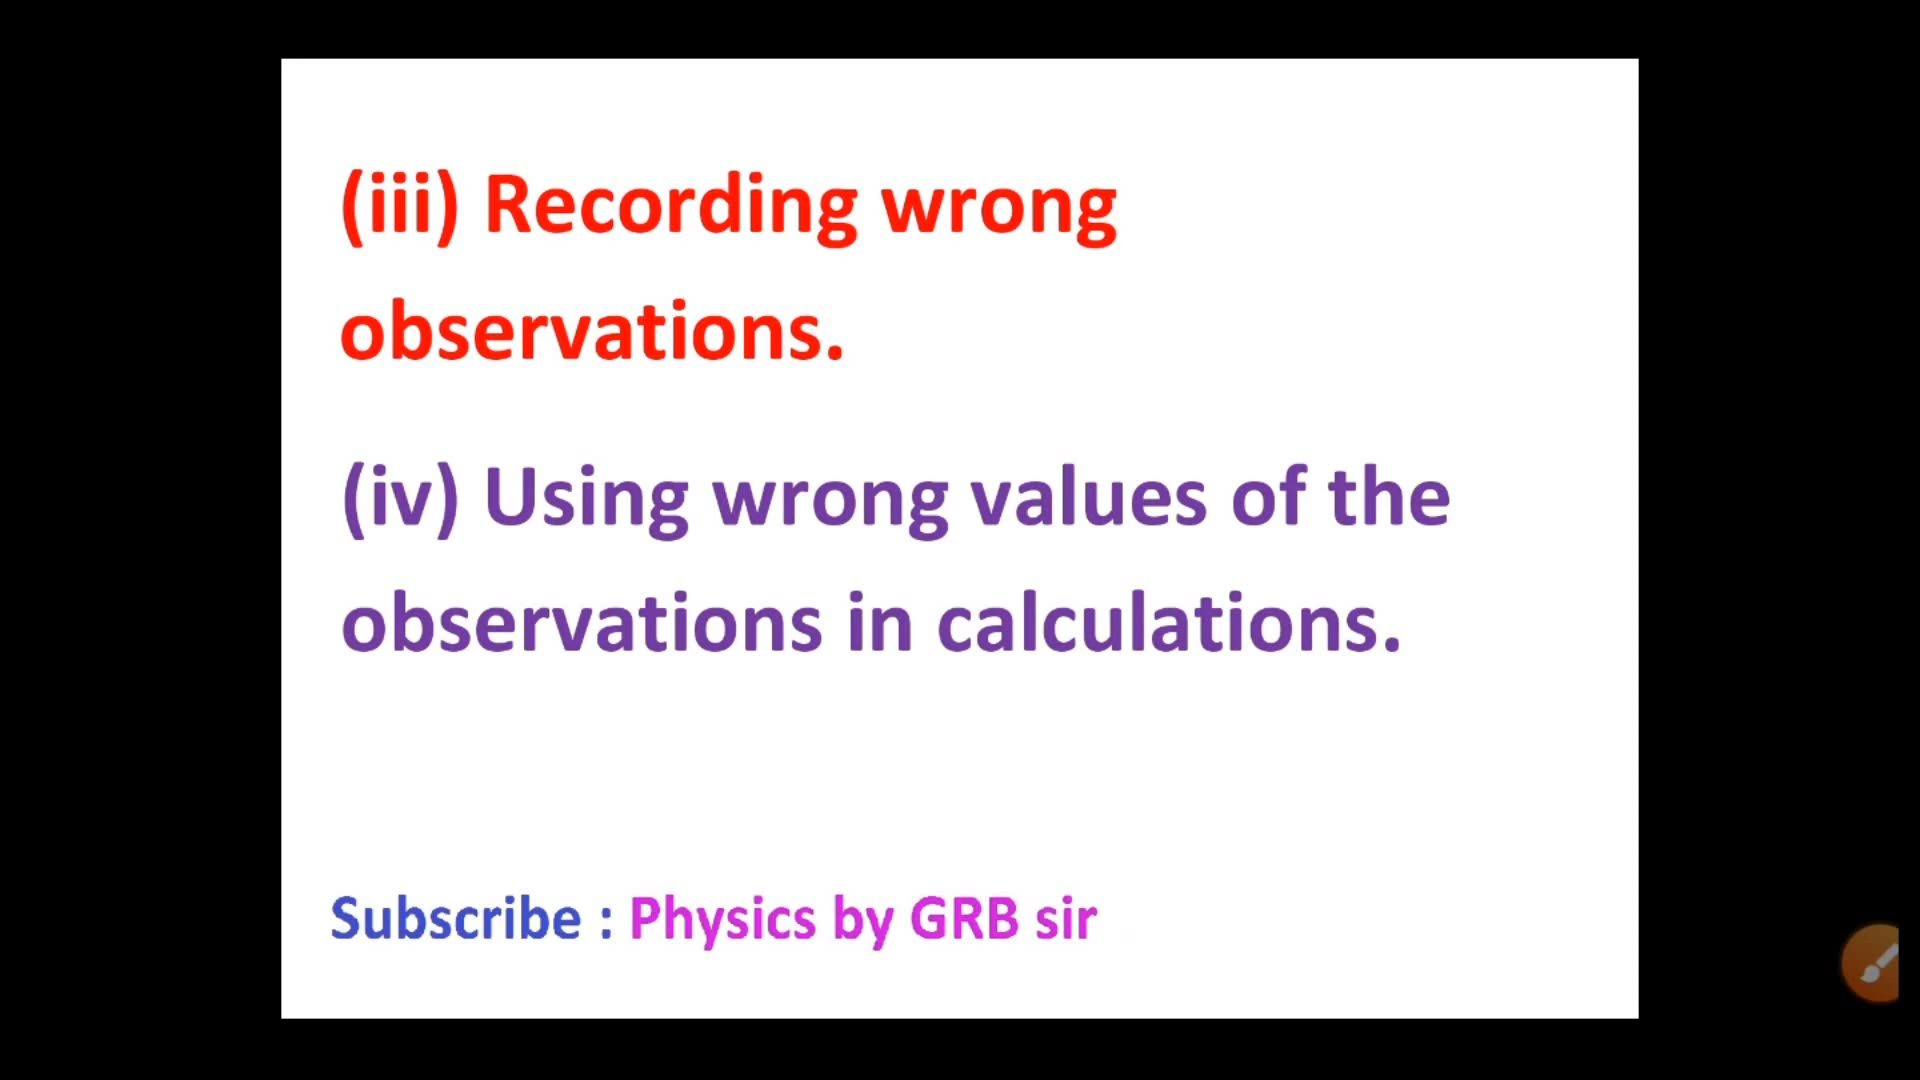 (iii) Recording wrong
observations.
(iv) Using wrong values of the
observations in calculations.
Subscribe : Physics by GRB sir